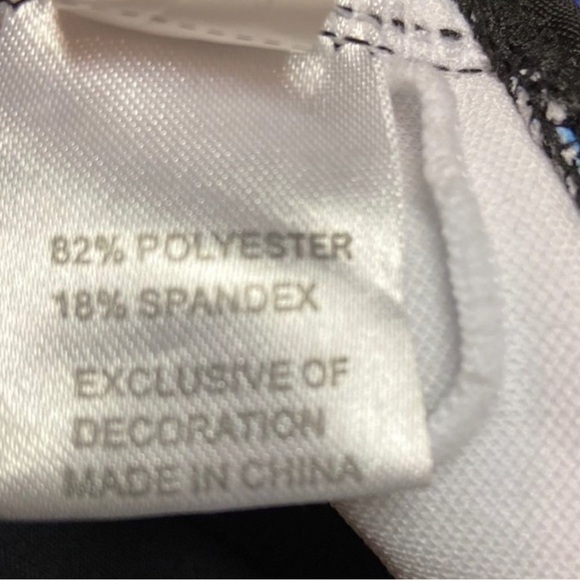 82% POLYESTER
18% SPANDEX
EXCLUSIVE OF
DECORATION
MADE IN CHINA